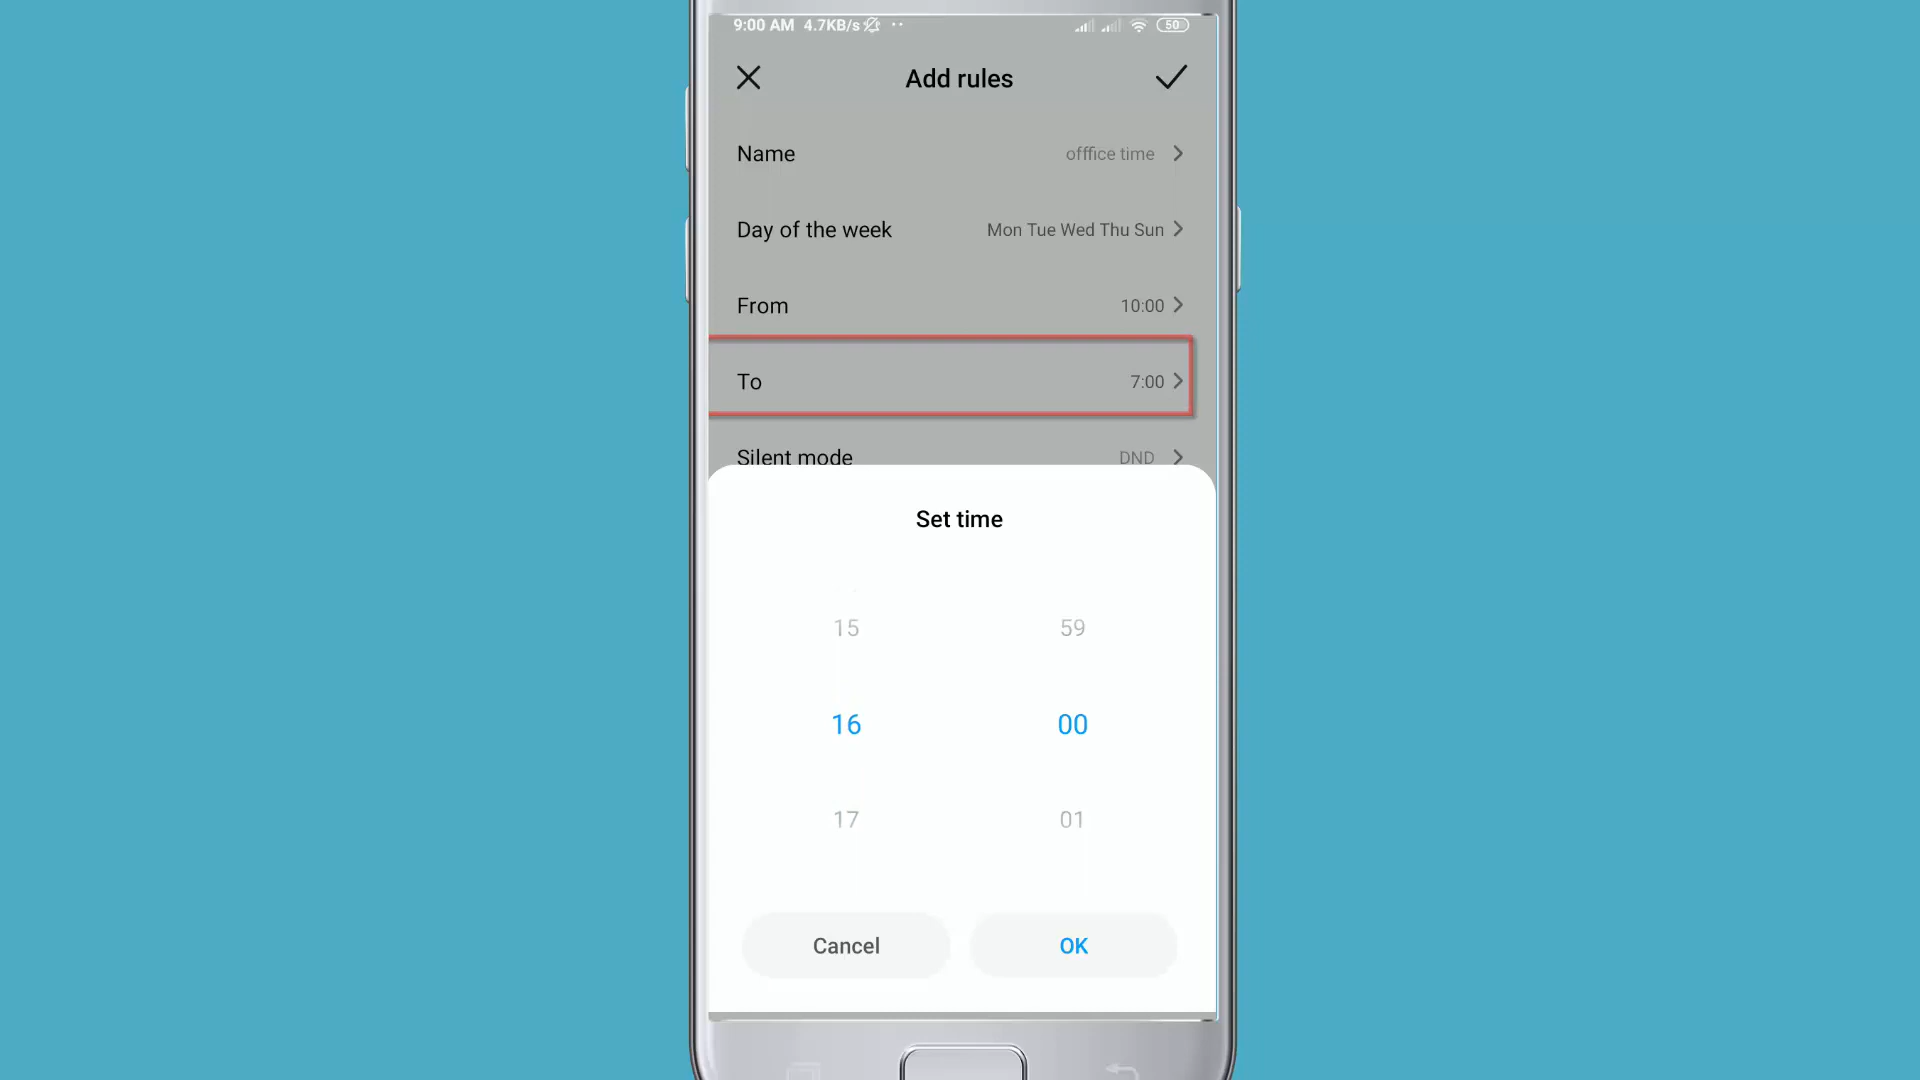 9:00 AM 4.7KB/s 50
Add rules
Name offfice time
Day of the week Mon Tue Wed Thu Sun
From 10:00
To 7:00
Silent mode DND
Set time
15 59
16 00
17 01
Cancel OK